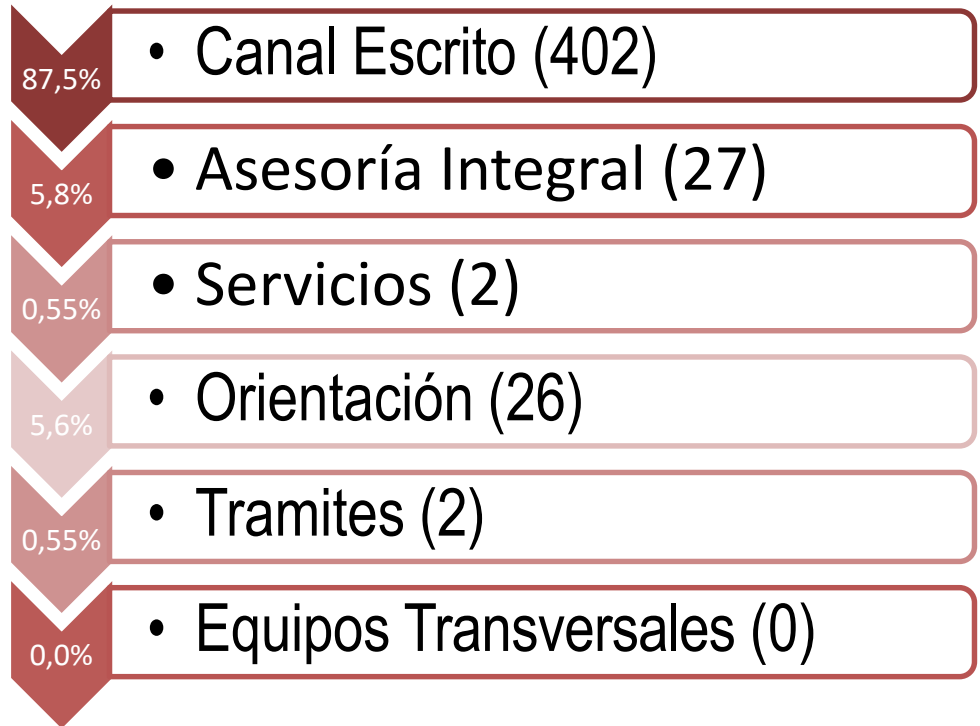 87,5%
• Canal Escrito (402)
5,8%
• Asesoría Integral (27)
0,55%
• Servicios (2)
5,6%
• Orientación (26)
0,55%
• Tramites (2)
0,0%
• Equipos Transversales (0)